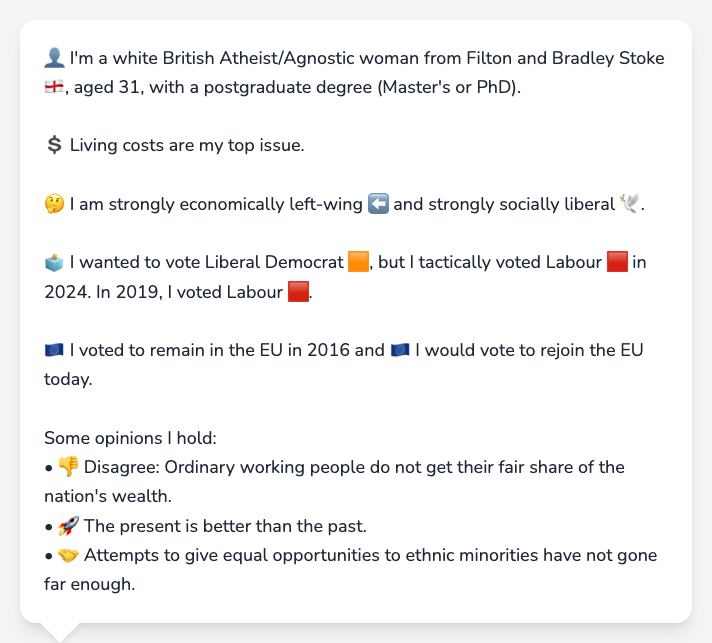 👤 I'm a white British Atheist/Agnostic woman from Filton and Bradley Stoke
🏴󠁧󠁢󠁥󠁮󠁧󠁿, aged 31, with a postgraduate degree (Master's or PhD).
💲 Living costs are my top issue.
🤔 I am strongly economically left-wing ⬅️ and strongly socially liberal 🕊️.
🗳️ I wanted to vote Liberal Democrat 🟧, but I tactically voted Labour 🟥 in
2024. In 2019, I voted Labour 🟥.
🇪🇺 I voted to remain in the EU in 2016 and 🇪🇺 I would vote to rejoin the EU
today.
Some opinions I hold:
• 👎 Disagree: Ordinary working people do not get their fair share of the
nation's wealth.
• 🚀 The present is better than the past.
• 🤝 Attempts to give equal opportunities to ethnic minorities have not gone
far enough.